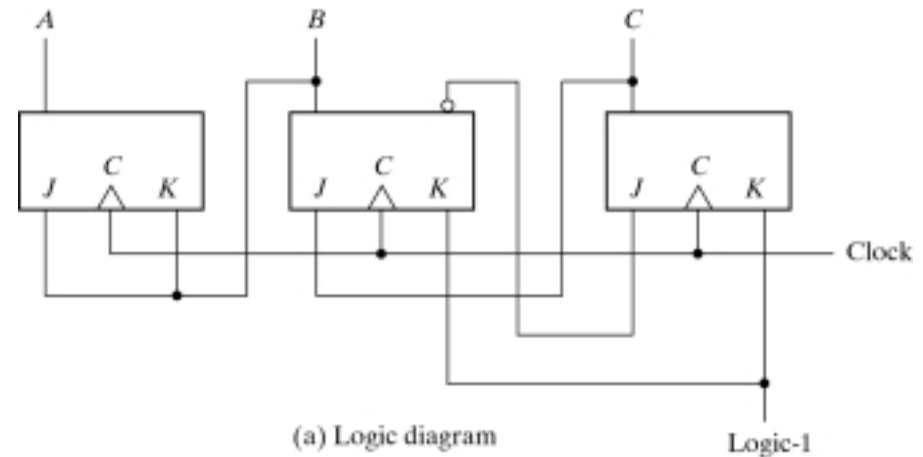 A B C
C C C
J K J K J K
Clock
(a) Logic diagram
Logic-1